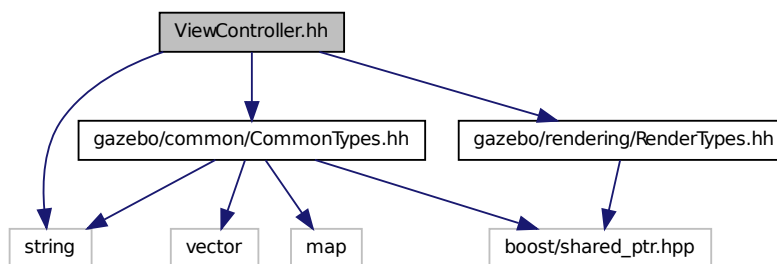 ViewController.hh
gazebo/common/CommonTypes.hh
gazebo/rendering/RenderTypes.hh
string
vector
map
boost/shared_ptr.hpp